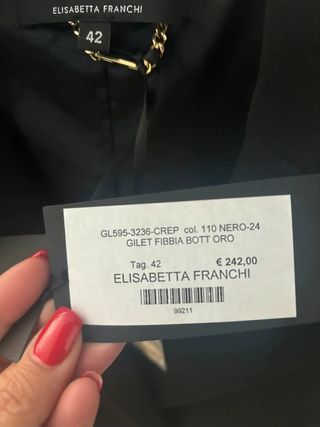 ELISABETTA FRANCHI
42
GL595-3236-CREP col. 110 NERO-24
GILET FIBBIA BOTT ORO
Tag. 42 € 242,00
ELISABETTA FRANCHI
99211